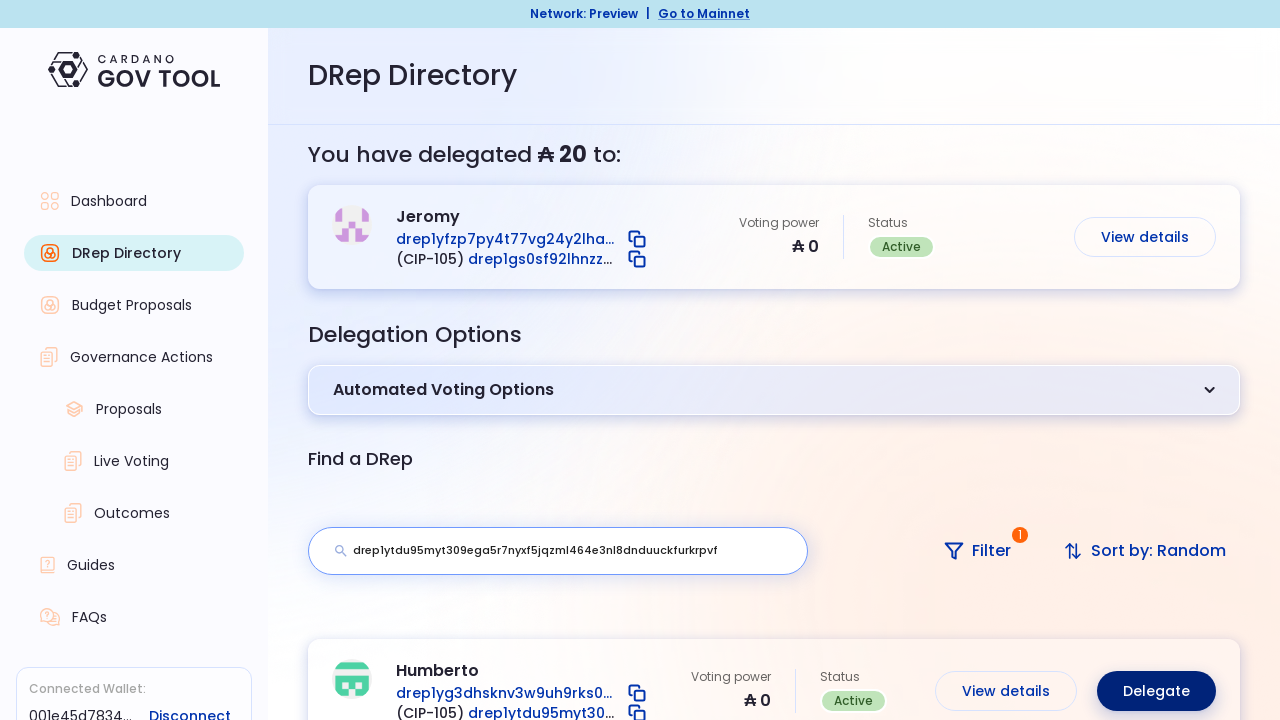 Network: Preview | Go to Mainnet
CARDANO
GOV TOOL
Dashboard
DRep Directory
Budget Proposals
Governance Actions
Proposals
Live Voting
Outcomes
Guides
FAQs
Connected Wallet:
001e45d7834... Disconnect
DRep Directory
You have delegated ₳ 20 to:
Jeromy
drep1yfzp7py4t77vg24y2lha...
(CIP-105) drep1gs0sf92lhnzz...
Voting power
₳ 0
Status
Active
View details
Delegation Options
Automated Voting Options
Find a DRep
drep1ytdu95myt309ega5r7nyxf5jqzml464e3nl8dnduuckfurkrpvf
Filter
1
Sort by: Random
Humberto
drep1yg3dhsknv3w9uh9rks0...
(CIP-105) drep1ytdu95myt30...
Voting power
₳ 0
Status
Active
View details
Delegate